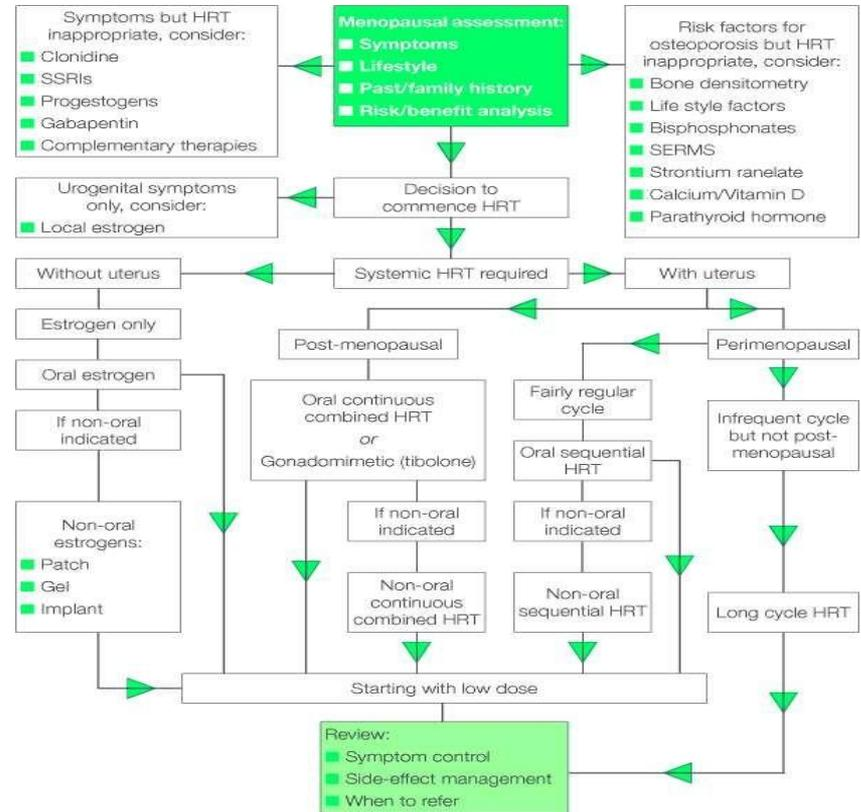 Symptoms but HRT
inappropriate, consider:
Clonidine
SSRIs
Progestogens
Gabapentin
Complementary therapies
Menopausal assessment:
Symptoms
Lifestyle
Past/family history
Risk/benefit analysis
Risk factors for
osteoporosis but HRT
inappropriate, consider:
Bone densitometry
Life style factors
Bisphosphonates
SERMS
Strontium ranelate
Calcium/Vitamin D
Parathyroid hormone
Urogenital symptoms
only, consider:
Local estrogen
Decision to
commence HRT
Without uterus
Systemic HRT required
With uterus
Estrogen only
Post-menopausal
Perimenopausal
Oral estrogen
Oral continuous
combined HRT
or
Gonadomimetic (tibolone)
Fairly regular
cycle
Infrequent cycle
but not post-
menopausal
If non-oral
indicated
Oral sequential
HRT
If non-oral
indicated
If non-oral
indicated
Non-oral
estrogens:
Patch
Gel
Implant
Non-oral
continuous
combined HRT
Non-oral
sequential HRT
Long cycle HRT
Starting with low dose
Review:
Symptom control
Side-effect management
When to refer